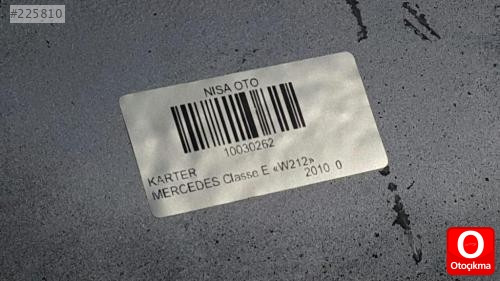 #225810
NISA OTO
10030262
KARTER
MERCEDES Classe E «W212» 2010 0
O
Otoçıkma